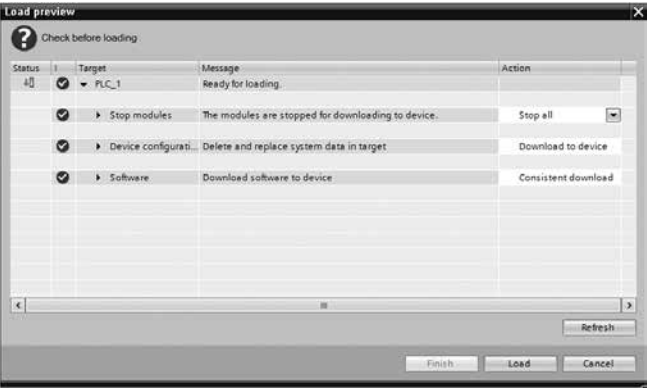 Load preview
Check before loading
Status ! Target Message Action
PLC_1 Ready for loading.
Stop modules The modules are stopped for downloading to device. Stop all
Device configurati... Delete and replace system data in target Download to device
Software Download software to device Consistent download
Refresh
Finish Load Cancel